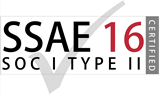 SSAE 16
SOC I TYPE II
CERTIFIED